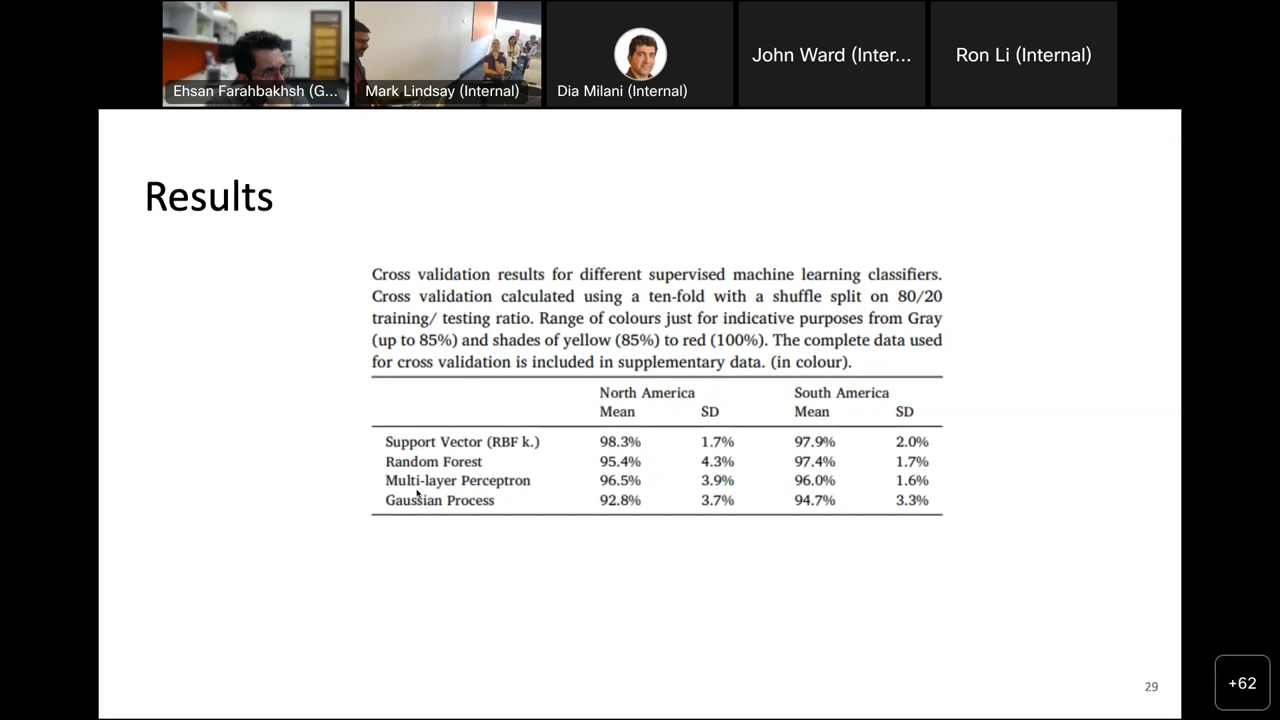 Ehsan Farahbakhsh (G...
Mark Lindsay (Internal)
Dia Milani (Internal)
John Ward (Inter...
Ron Li (Internal)
Results
Cross validation results for different supervised machine learning classifiers.
Cross validation calculated using a ten-fold with a shuffle split on 80/20
training/ testing ratio. Range of colours just for indicative purposes from Gray
(up to 85%) and shades of yellow (85%) to red (100%). The complete data used
for cross validation is included in supplementary data. (in colour).
North America South America
Mean SD Mean SD
Support Vector (RBF k.) 98.3% 1.7% 97.9% 2.0%
Random Forest 95.4% 4.3% 97.4% 1.7%
Multi-layer Perceptron 96.5% 3.9% 96.0% 1.6%
Gaussian Process 92.8% 3.7% 94.7% 3.3%
29
+62